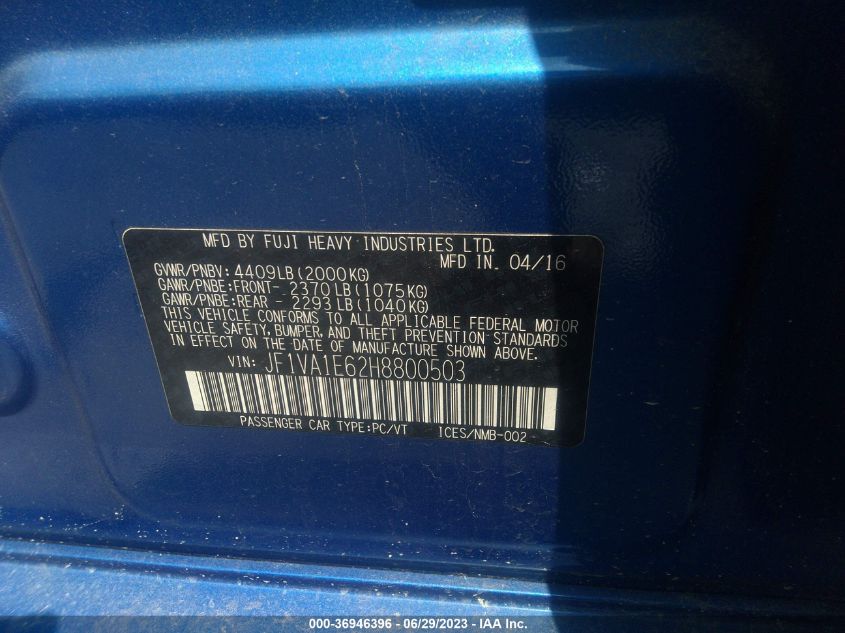 MFD BY FUJI HEAVY INDUSTRIES LTD.
MFD IN. 04/16
GVWR/PNBV: 4409LB (2000KG)
GAWR/PNBE:FRONT- 2370LB (1075KG)
GAWR/PNBE:REAR - 2293LB (1040KG)
THIS VEHICLE CONFORMS TO ALL APPLICABLE FEDERAL MOTOR
VEHICLE SAFETY, BUMPER, AND THEFT PREVENTION STANDARDS
IN EFFECT ON THE DATE OF MANUFACTURE SHOWN ABOVE.
VIN: JF1VA1E62H8800503
PASSENGER CAR TYPE:PC/VT ICES/NMB-002
000-36946396 - 06/29/2023 - IAA Inc.